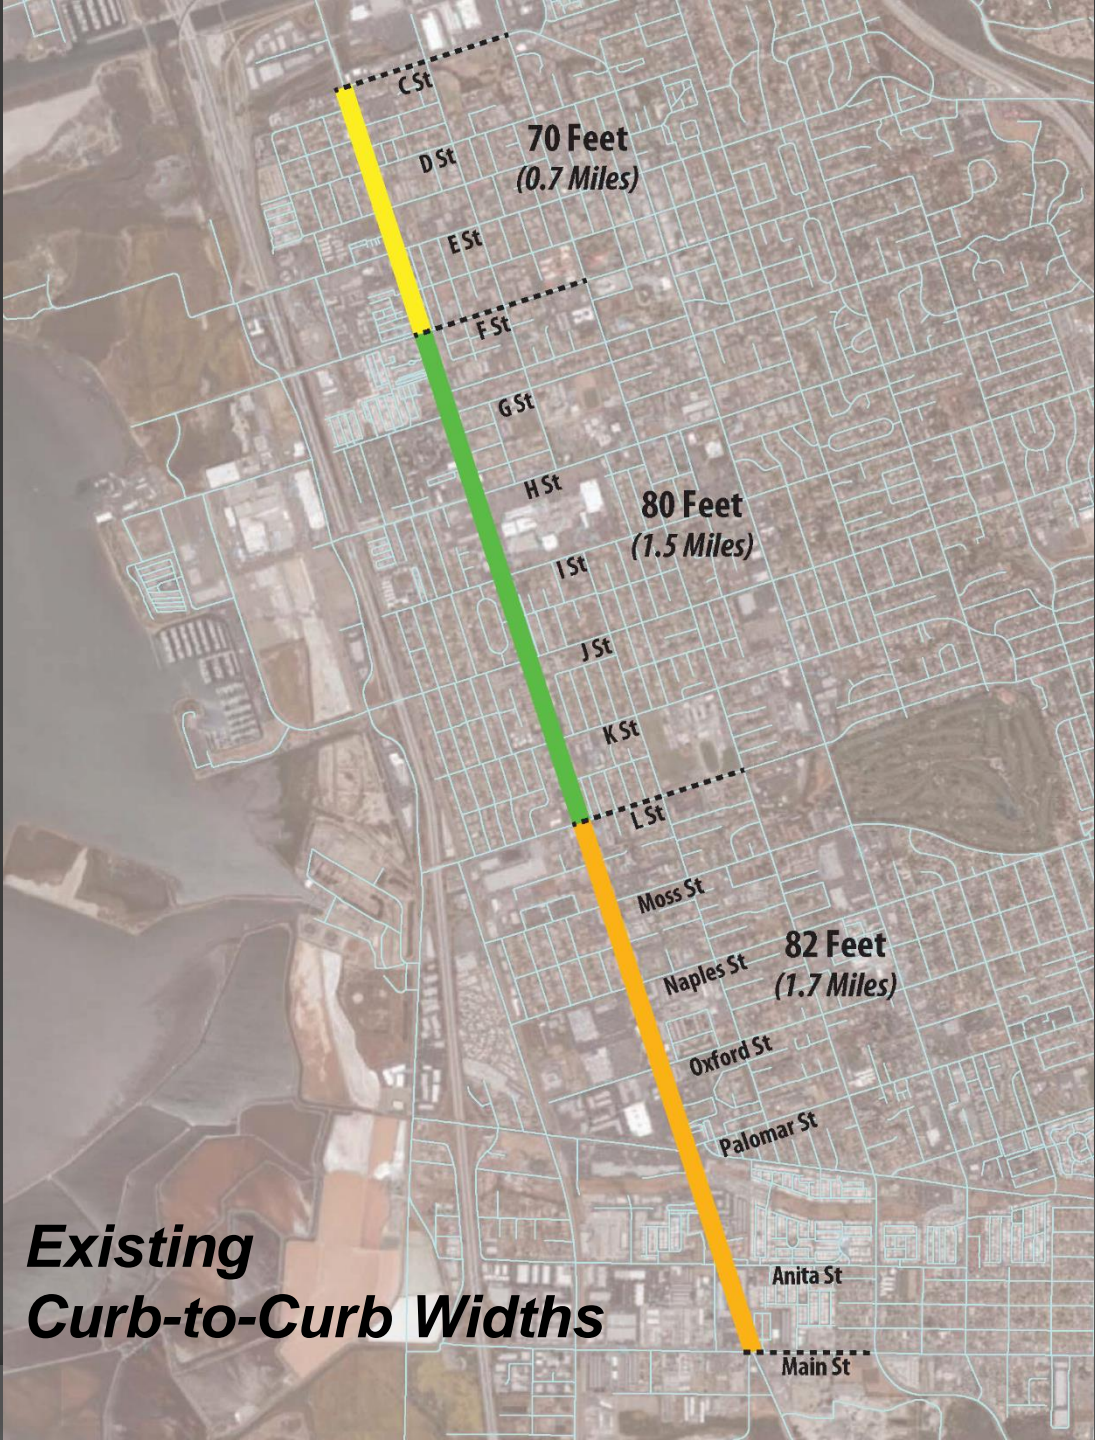 C St
70 Feet
(0.7 Miles)
D St
E St
F St
G St
H St
80 Feet
(1.5 Miles)
I St
J St
K St
L St
Moss St
82 Feet
(1.7 Miles)
Naples St
Oxford St
Palomar St
Existing
Curb-to-Curb Widths
Anita St
Main St